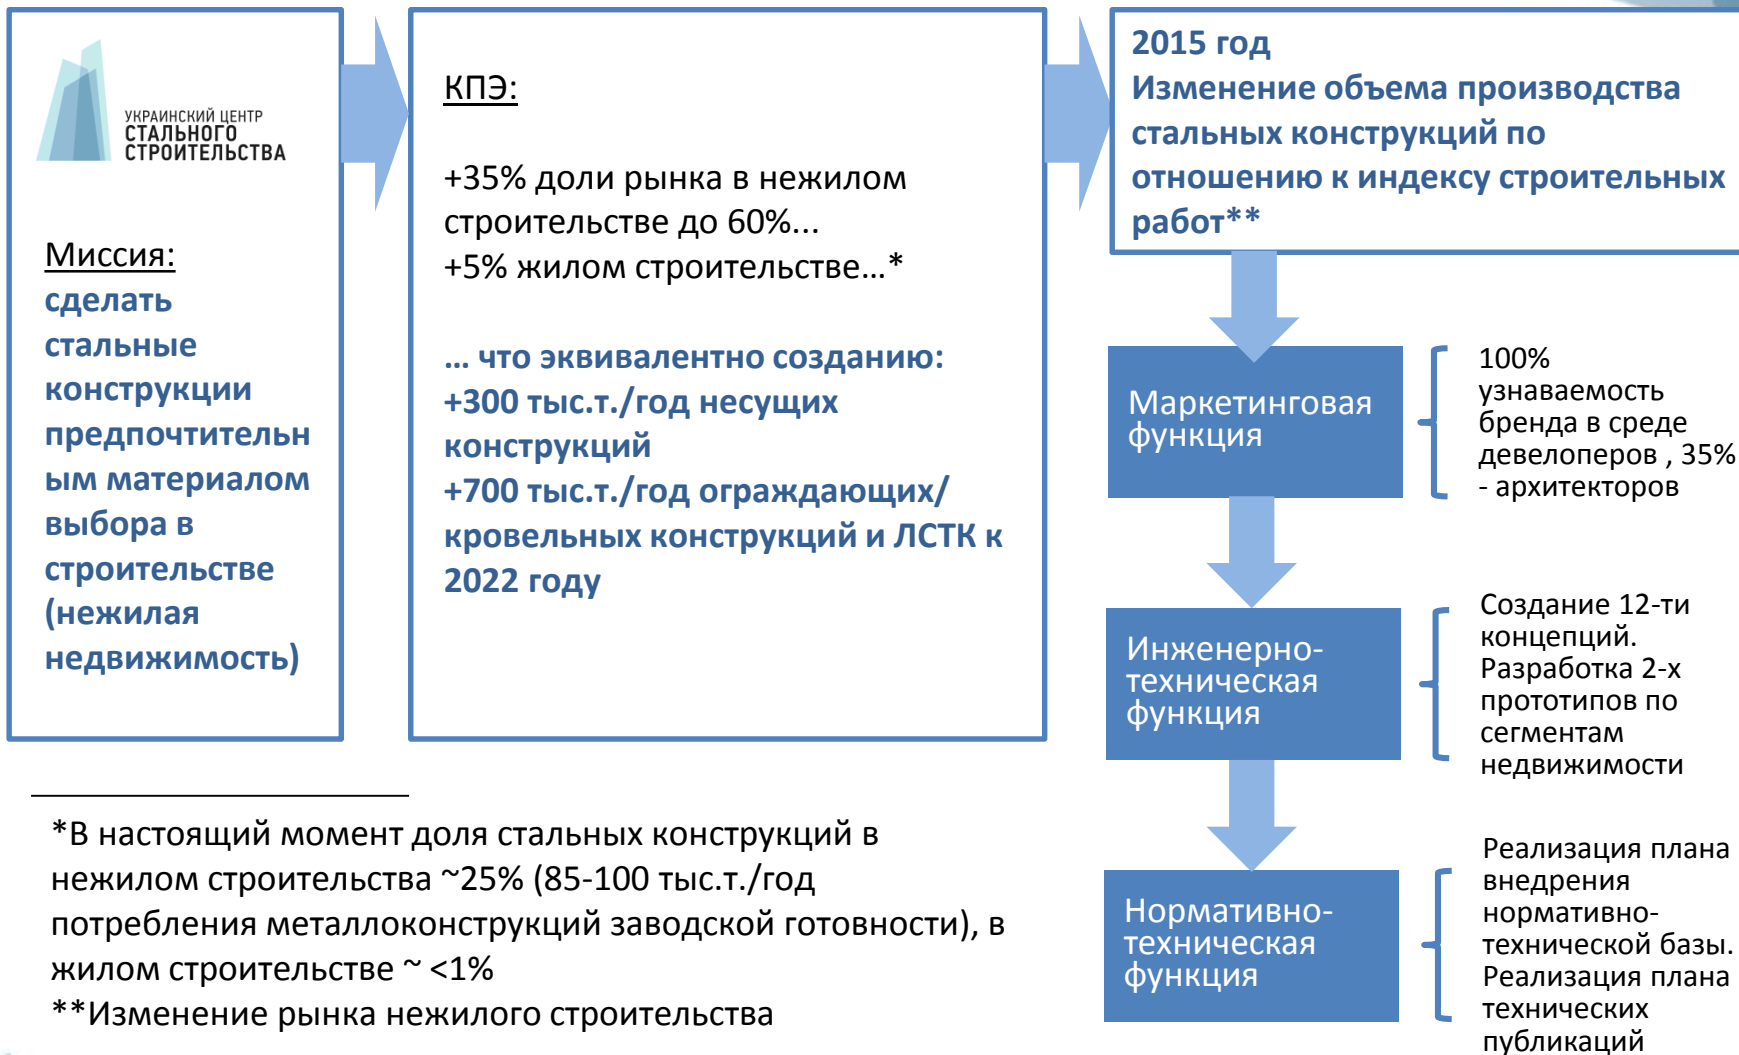 УКРАИНСКИЙ ЦЕНТР
СТАЛЬНОГО
СТРОИТЕЛЬСТВА
Миссия:
сделать
стальные
конструкции
предпочтительн
ым материалом
выбора в
строительстве
(нежилая
недвижимость)
КПЭ:
+35% доли рынка в нежилом
строительстве до 60%...
+5% жилом строительстве...*
... что эквивалентно созданию:
+300 тыс.т./год несущих
конструкций
+700 тыс.т./год ограждающих/
кровельных конструкций и ЛСТК к
2022 году
2015 год
Изменение объема производства
стальных конструкций по
отношению к индексу строительных
работ**
Маркетинговая
функция
100%
узнаваемость
бренда в среде
девелоперов , 35%
- архитекторов
Инженерно-
техническая
функция
Создание 12-ти
концепций.
Разработка 2-х
прототипов по
сегментам
недвижимости
Нормативно-
техническая
функция
Реализация плана
внедрения
нормативно-
технической базы.
Реализация плана
технических
публикаций
*В настоящий момент доля стальных конструкций в
нежилом строительства ~25% (85-100 тыс.т./год
потребления металлоконструкций заводской готовности), в
жилом строительстве ~ <1%
**Изменение рынка нежилого строительства